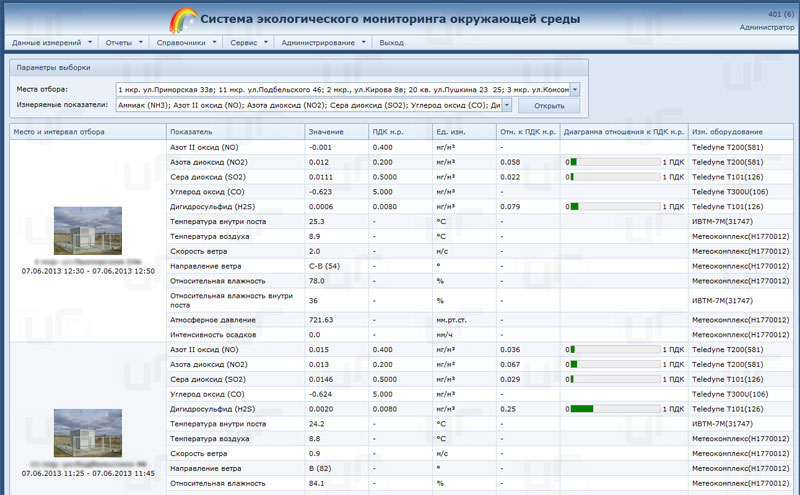 Система экологического мониторинга окружающей среды
401 (6)
Администратор
Данные измерений Отчеты Справочники Сервис Администрирование Выход
Параметры выборки
Места отбора: 1 мкр. ул.Приморская 33в; 11 мкр. ул.Подбельского 46; 2 мкр., ул.Кирова 8в; 20 кв. ул.Пушкина 23 25; 3 мкр. ул.Комсом
Измеряемые показатели: Аммиак (NH3); Азот II оксид (NO); Азота диоксид (NO2); Сера диоксид (SO2); Углерод оксид (CO); Ди Открыть
Место и интервал отбора Показатель Значение ПДК м.р. Ед. изм. Отн. к ПДК м.р. Диаграмма отношения к ПДК м.р. Изм. оборудование
Азот II оксид (NO) -0.001 0.400 мг/м³ - Teledyne T200(581)
Азота диоксид (NO2) 0.012 0.200 мг/м³ 0.058 0 1 ПДК Teledyne T200(581)
Сера диоксид (SO2) 0.0111 0.5000 мг/м³ 0.022 0 1 ПДК Teledyne T101(126)
Углерод оксид (CO) -0.623 5.000 мг/м³ - Teledyne T300U(106)
Дигидросульфид (H2S) 0.0006 0.0080 мг/м³ 0.079 0 1 ПДК Teledyne T101(126)
Температура внутри поста 25.3 - °C - ИВТМ-7М(31747)
Температура воздуха 8.9 - °C - Метеокомплекс(H1770012)
Скорость ветра 2.0 - м/с - Метеокомплекс(H1770012)
Направление ветра С-В (54) - ° - Метеокомплекс(H1770012)
07.06.2013 12:30 - 07.06.2013 12:50
Относительная влажность 78.0 - % - Метеокомплекс(H1770012)
Относительная влажность внутри поста 36 - % - ИВТМ-7М(31747)
Атмосферное давление 721.63 - мм.рт.ст. - Метеокомплекс(H1770012)
Интенсивность осадков 0.0 - мм/ч - Метеокомплекс(H1770012)
Азот II оксид (NO) 0.015 0.400 мг/м³ 0.036 0 1 ПДК Teledyne T200(581)
Азота диоксид (NO2) 0.013 0.200 мг/м³ 0.067 0 1 ПДК Teledyne T200(581)
Сера диоксид (SO2) 0.0146 0.5000 мг/м³ 0.029 0 1 ПДК Teledyne T101(126)
Углерод оксид (CO) -0.624 5.000 мг/м³ - Teledyne T300U(106)
Дигидросульфид (H2S) 0.0020 0.0080 мг/м³ 0.25 0 1 ПДК Teledyne T101(126)
Температура внутри поста 24.2 - °C - ИВТМ-7М(31747)
Температура воздуха 8.8 - °C - Метеокомплекс(H1770012)
Скорость ветра 0.9 - м/с - Метеокомплекс(H1770012)
Направление ветра В (82) - ° - Метеокомплекс(H1770012)
07.06.2013 11:25 - 07.06.2013 11:45
Относительная влажность 84.1 - % - Метеокомплекс(H1770012)